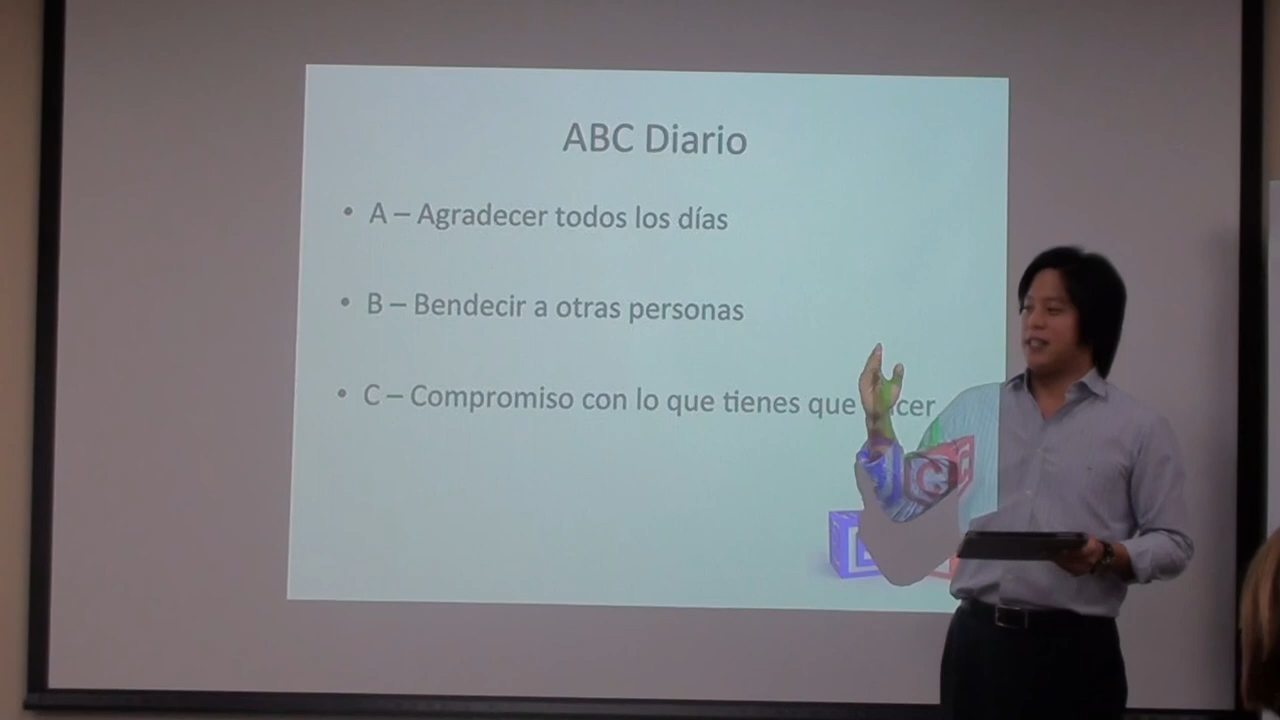 ABC Diario
• A – Agradecer todos los días
• B – Bendecir a otras personas
• C – Compromiso con lo que tienes que
C